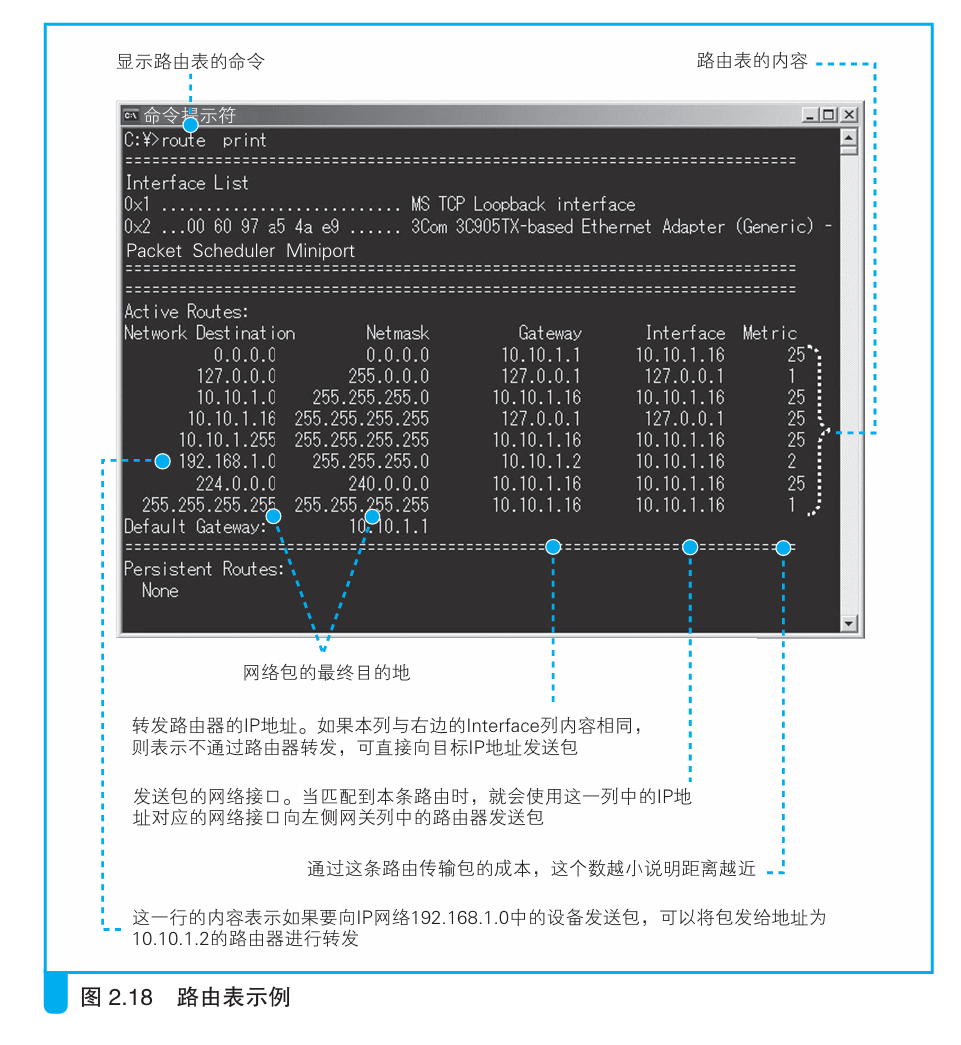 显示路由表的命令
路由表的内容
命令提示符
C:¥>route print
================================================================
Interface List
0x1 ........................... MS TCP Loopback interface
0x2 ...00 60 97 a5 4a e9 ...... 3Com 3C905TX-based Ethernet Adapter (Generic) -
Packet Scheduler Miniport
================================================================
================================================================
Active Routes:
Network Destination Netmask Gateway Interface Metric
0.0.0.0 0.0.0.0 10.10.1.1 10.10.1.16 25
127.0.0.0 255.0.0.0 127.0.0.1 127.0.0.1 1
10.10.1.0 255.255.255.0 10.10.1.16 10.10.1.16 25
10.10.1.16 255.255.255.255 127.0.0.1 127.0.0.1 25
10.10.1.255 255.255.255.255 10.10.1.16 10.10.1.16 25
192.168.1.0 255.255.255.0 10.10.1.2 10.10.1.16 2
224.0.0.0 240.0.0.0 10.10.1.16 10.10.1.16 25
255.255.255.255 255.255.255.255 10.10.1.16 10.10.1.16 1
Default Gateway: 10.10.1.1
================================================================
Persistent Routes:
None
网络包的最终目的地
转发路由器的IP地址。如果本列与右边的Interface列内容相同，
则表示不通过路由器转发，可直接向目标IP地址发送包
发送包的网络接口。当匹配到本条路由时，就会使用这一列中的IP地
址对应的网络接口向左侧网关列中的路由器发送包
通过这条路由传输包的成本，这个数越小说明距离越近
这一行的内容表示如果要向IP网络192.168.1.0中的设备发送包，可以将包发给地址为
10.10.1.2的路由器进行转发
图 2.18 路由表示例